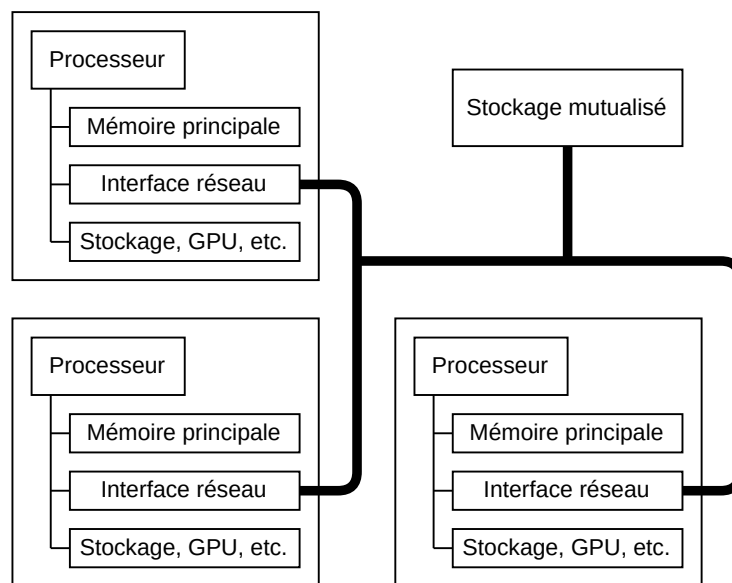 Processeur
Mémoire principale
Interface réseau
Stockage, GPU, etc.
Stockage mutualisé
Processeur
Mémoire principale
Interface réseau
Stockage, GPU, etc.
Processeur
Mémoire principale
Interface réseau
Stockage, GPU, etc.